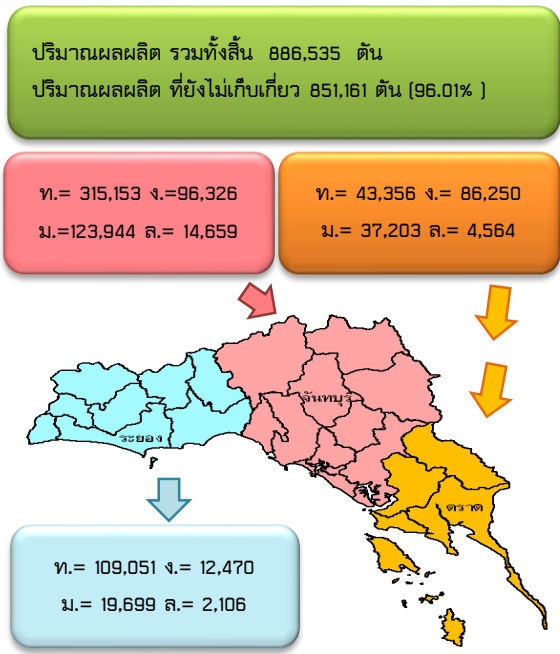 ปริมาณผลผลิต รวมทั้งสิ้น 886,535 ตัน
ปริมาณผลผลิต ที่ยังไม่เก็บเกี่ยว 851,161 ตัน (96.01% )
ท.= 315,153 ง.=96,326
ม.=123,944 ล.= 14,659
ท.= 43,356 ง.= 86,250
ม.= 37,203 ล.= 4,564
จันทบุรี
ระยอง
ตราด
ท.= 109,051 ง.= 12,470
ม.= 19,699 ล.= 2,106